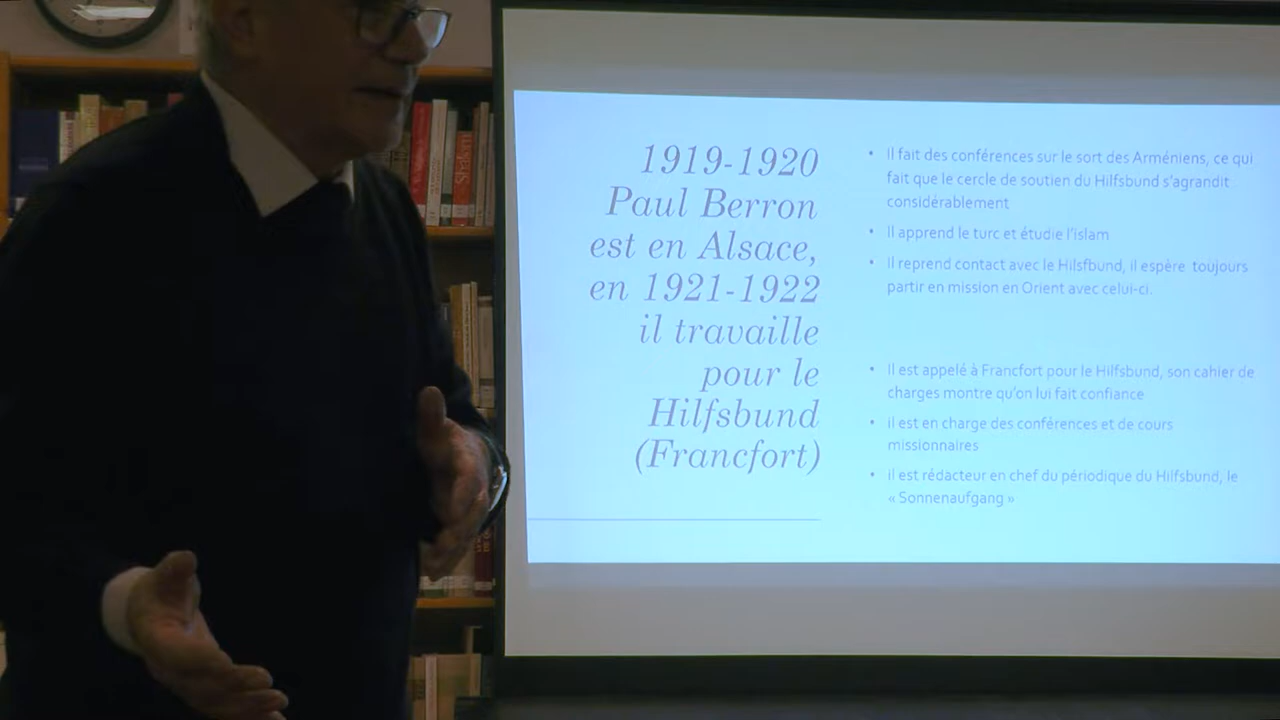 1919-1920
Paul Berron
est en Alsace,
en 1921-1922
il travaille
pour le
Hilfsbund
(Francfort)
• Il fait des conférences sur le sort des Arméniens, ce qui
fait que le cercle de soutien du Hilfsbund s’agrandit
considérablement
• Il apprend le turc et étudie l’islam
• Il reprend contact avec le Hilsfbund, il espère toujours
partir en mission en Orient avec celui-ci.
• Il est appelé à Francfort pour le Hilfsbund, son cahier de
charges montre qu’on lui fait confiance
• il est en charge des conférences et de cours
missionnaires
• il est rédacteur en chef du périodique du Hilfsbund, le
« Sonnenaufgang »
Shalom